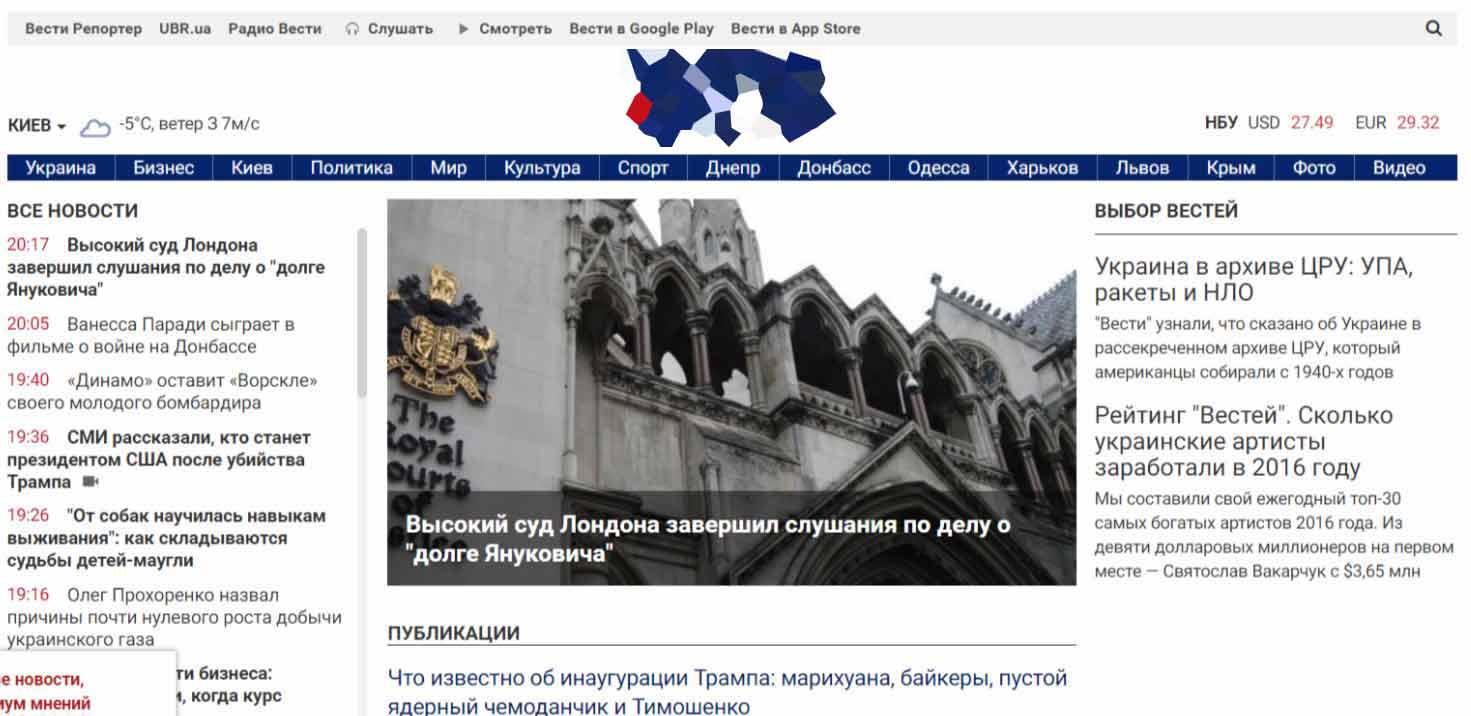 Вести Репортер UBR.ua Радио Вести Слушать Смотреть Вести в Google Play Вести в App Store
КИЕВ -5°C, ветер З 7м/с
НБУ USD 27.49 EUR 29.32
Украина Бизнес Киев Политика Мир Культура Спорт Днепр Донбасс Одесса Харьков Львов Крым Фото Видео
ВСЕ НОВОСТИ
20:17 Высокий суд Лондона
завершил слушания по делу о "долге
Януковича"
20:05 Ванесса Паради сыграет в
фильме о войне на Донбассе
19:40 «Динамо» оставит «Ворскле»
своего молодого бомбардира
19:36 СМИ рассказали, кто станет
президентом США после убийства
Трампа
19:26 "От собак научилась навыкам
выживания": как складываются
судьбы детей-маугли
19:16 Олег Прохоренко назвал
причины почти нулевого роста добычи
украинского газа
ти бизнеса:
и, когда курс
е новости,
иум мнений
The
Royal
ourts
of
Высокий суд Лондона завершил слушания по делу о
"долге Януковича"
ПУБЛИКАЦИИ
Что известно об инаугурации Трампа: марихуана, байкеры, пустой
ядерный чемоданчик и Тимошенко
ВЫБОР ВЕСТЕЙ
Украина в архиве ЦРУ: УПА,
ракеты и НЛО
"Вести" узнали, что сказано об Украине в
рассекреченном архиве ЦРУ, который
американцы собирали с 1940-х годов
Рейтинг "Вестей". Сколько
украинские артисты
заработали в 2016 году
Мы составили свой ежегодный топ-30
самых богатых артистов 2016 года. Из
девяти долларовых миллионеров на первом
месте — Святослав Вакарчук с $3,65 млн